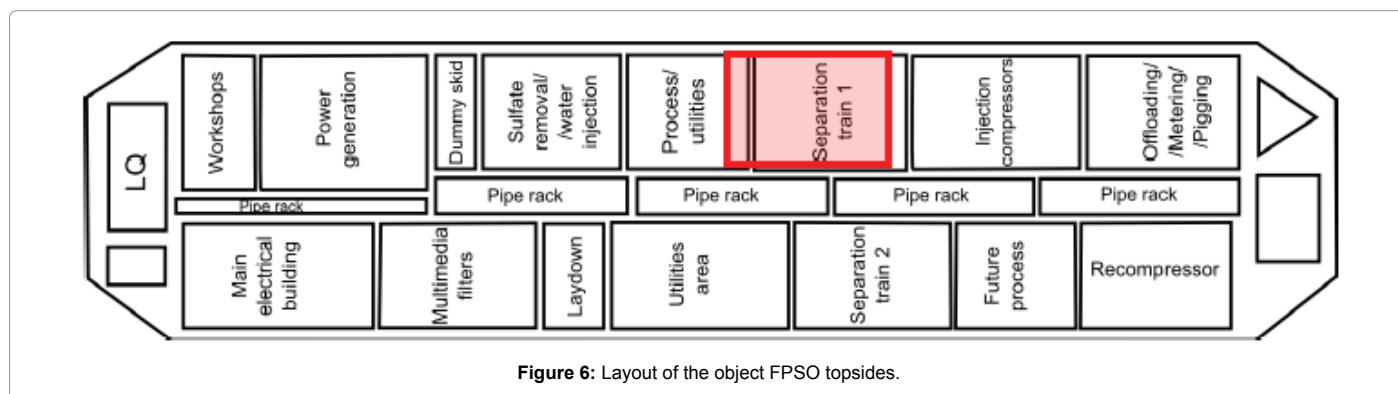 LQ
Workshops
Power
generation
Dummy skid
Sulfate
removal/
/water
injection
Process/
utilities
Separation
train 1
Injection
compressors
Offloading/
/Metering/
/Pigging
Pipe rack
Pipe rack
Pipe rack
Pipe rack
Pipe rack
Main
electrical
building
Multimedia
filters
Laydown
Utilities
area
Separation
train 2
Future
process
Recompressor
Figure 6: Layout of the object FPSO topsides.